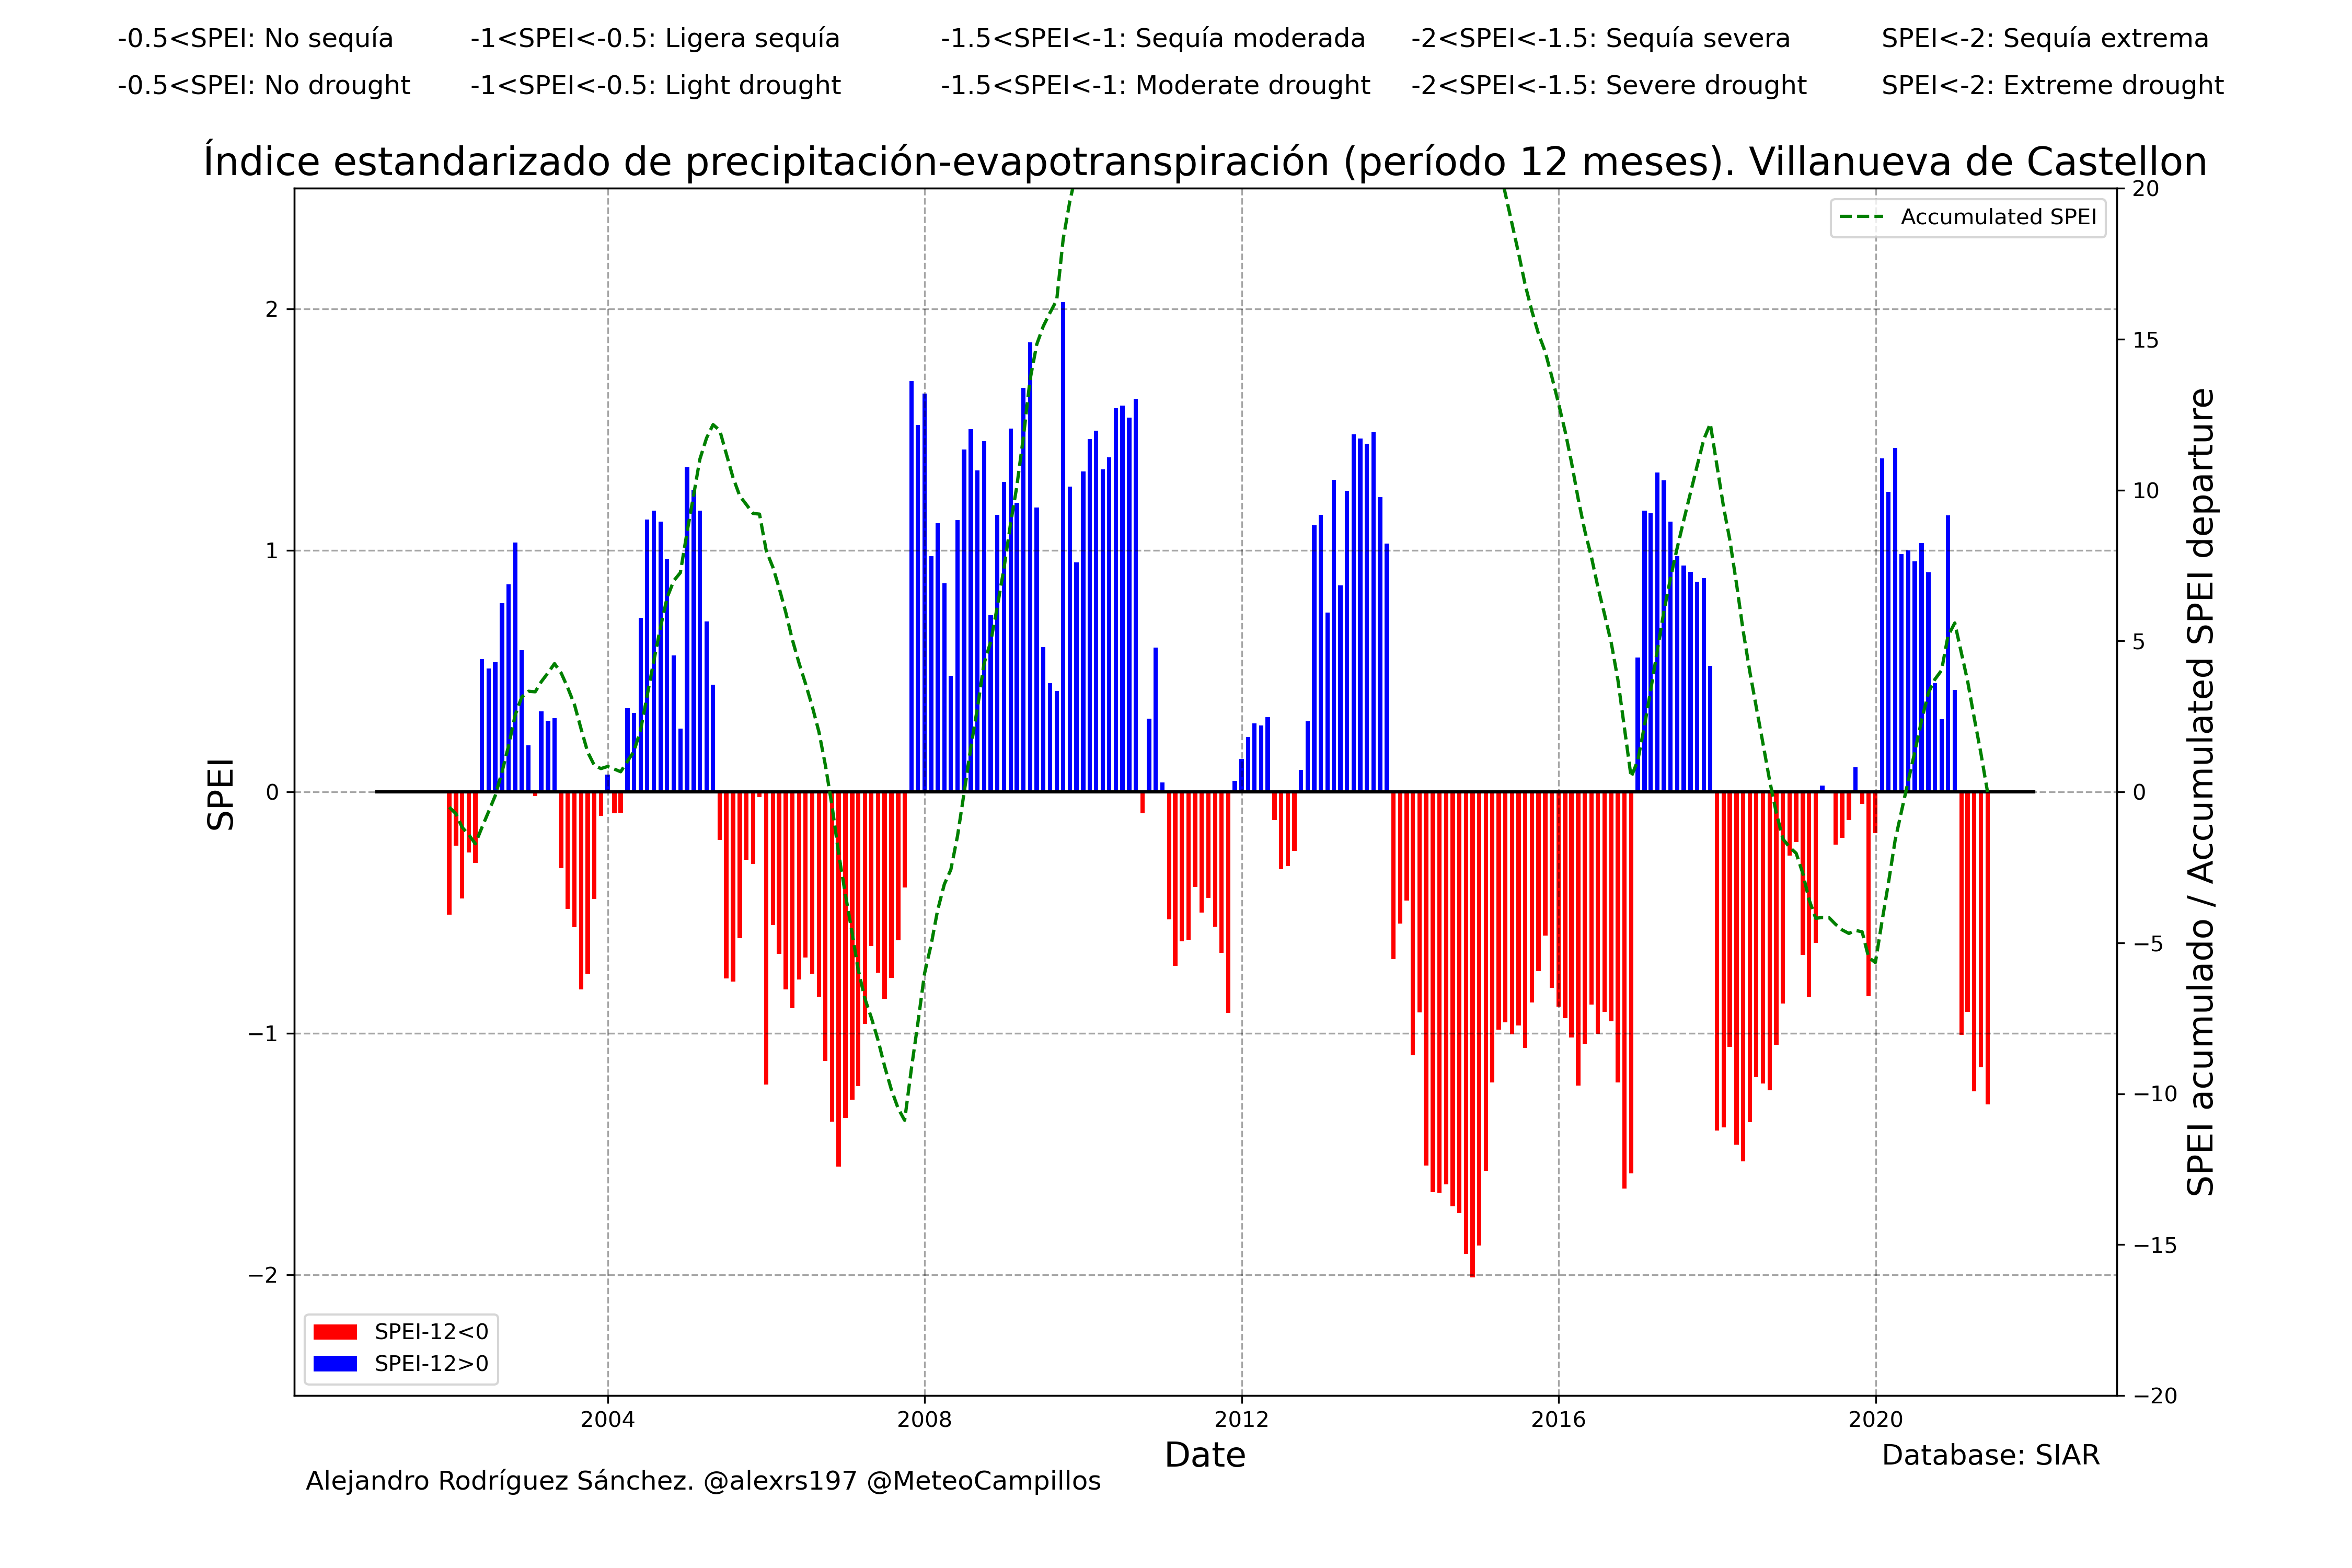 -0.5<SPEI: No sequía -1<SPEI<-0.5: Ligera sequía -1.5<SPEI<-1: Sequía moderada -2<SPEI<-1.5: Sequía severa SPEI<-2: Sequía extrema
-0.5<SPEI: No drought -1<SPEI<-0.5: Light drought -1.5<SPEI<-1: Moderate drought -2<SPEI<-1.5: Severe drought SPEI<-2: Extreme drought
Índice estandarizado de precipitación-evapotranspiración (período 12 meses). Villanueva de Castellon
Accumulated SPEI
SPEI
2
1
0
−1
−2
20
15
10
5
0
−5
−10
−15
−20
SPEI acumulado / Accumulated SPEI departure
SPEI-12<0
SPEI-12>0
2004 2008 2012 2016 2020
Date
Database: SIAR
Alejandro Rodríguez Sánchez. @alexrs197 @MeteoCampillos